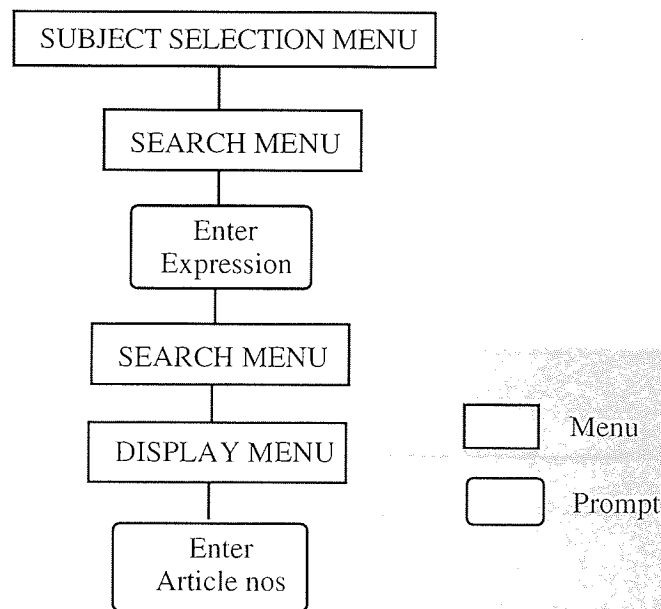 SUBJECT SELECTION MENU
SEARCH MENU
Enter
Expression
SEARCH MENU
DISPLAY MENU
Enter
Article nos
Menu
Prompt